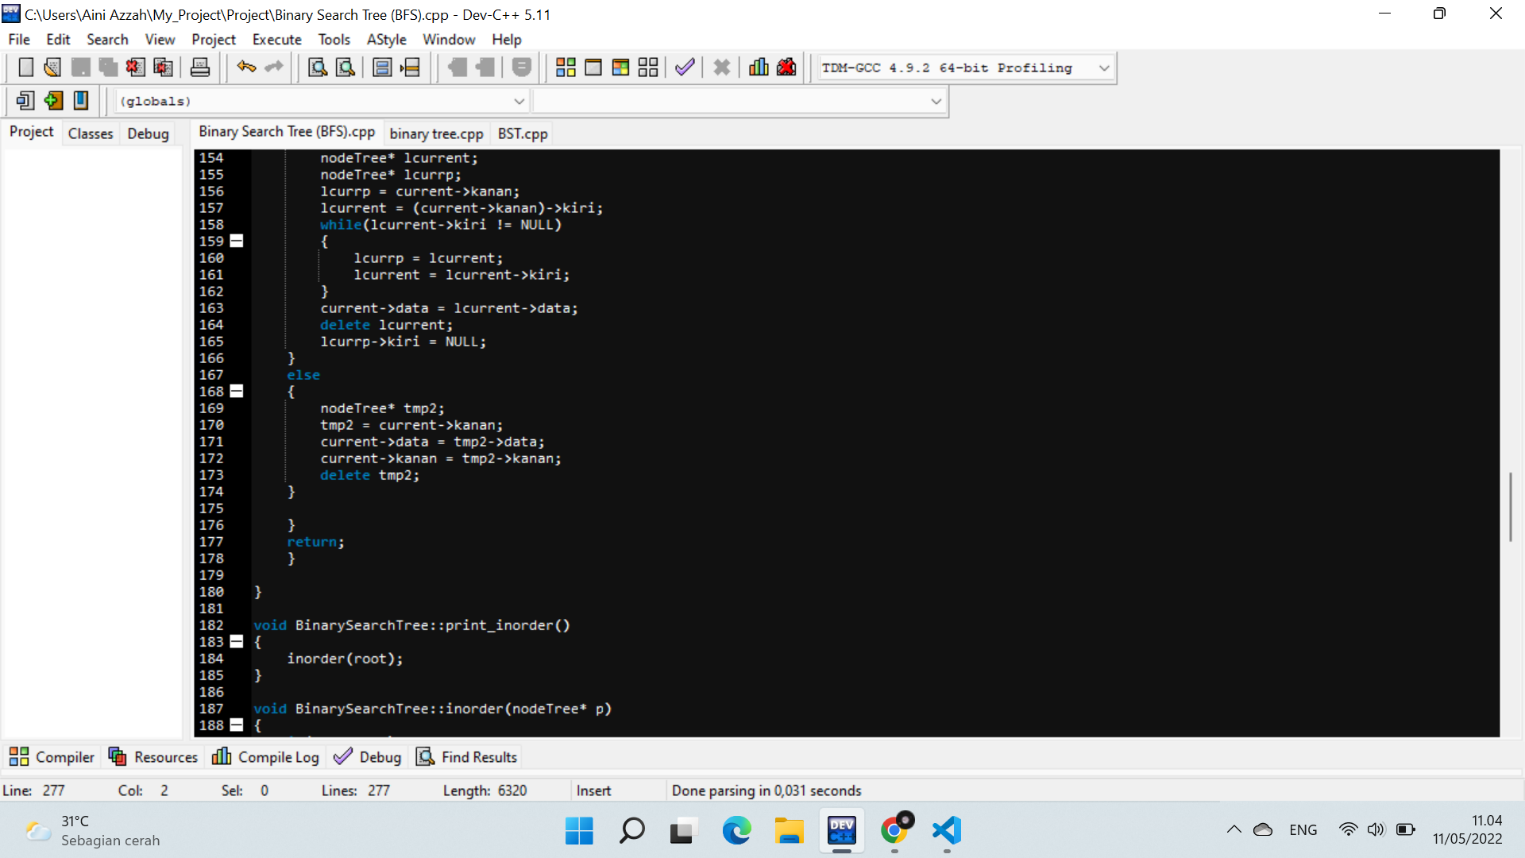 C:\Users\Aini Azzah\My_Project\Project\Binary Search Tree (BFS).cpp - Dev-C++ 5.11
File Edit Search View Project Execute Tools AStyle Window Help
TDM-GCC 4.9.2 64-bit Profiling
(globals)
Project Classes Debug
Binary Search Tree (BFS).cpp binary tree.cpp BST.cpp
154 nodeTree* lcurrent;
155 nodeTree* lcurrp;
156 lcurrp = current->kanan;
157 lcurrent = (current->kanan)->kiri;
158 while(lcurrent->kiri != NULL)
159 {
160 lcurrp = lcurrent;
161 lcurrent = lcurrent->kiri;
162 }
163 current->data = lcurrent->data;
164 delete lcurrent;
165 lcurrp->kiri = NULL;
166 }
167 else
168 {
169 nodeTree* tmp2;
170 tmp2 = current->kanan;
171 current->data = tmp2->data;
172 current->kanan = tmp2->kanan;
173 delete tmp2;
174 }
175
176 }
177 return;
178 }
179
180 }
181
182 void BinarySearchTree::print_inorder()
183 {
184 inorder(root);
185 }
186
187 void BinarySearchTree::inorder(nodeTree* p)
188 {
Compiler Resources Compile Log Debug Find Results
Line: 277 Col: 2 Sel: 0 Lines: 277 Length: 6320 Insert Done parsing in 0,031 seconds
31°C
Sebagian cerah
DEV
C++
ENG
11.04
11/05/2022